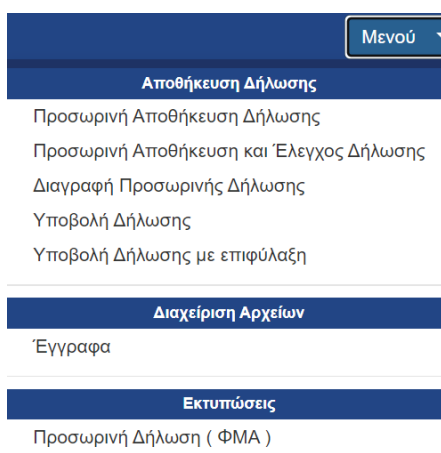 Μενού
Αποθήκευση Δήλωσης
Προσωρινή Αποθήκευση Δήλωσης
Προσωρινή Αποθήκευση και Έλεγχος Δήλωσης
Διαγραφή Προσωρινής Δήλωσης
Υποβολή Δήλωσης
Υποβολή Δήλωσης με επιφύλαξη
Διαχείριση Αρχείων
Έγγραφα
Εκτυπώσεις
Προσωρινή Δήλωση ( ΦΜΑ )